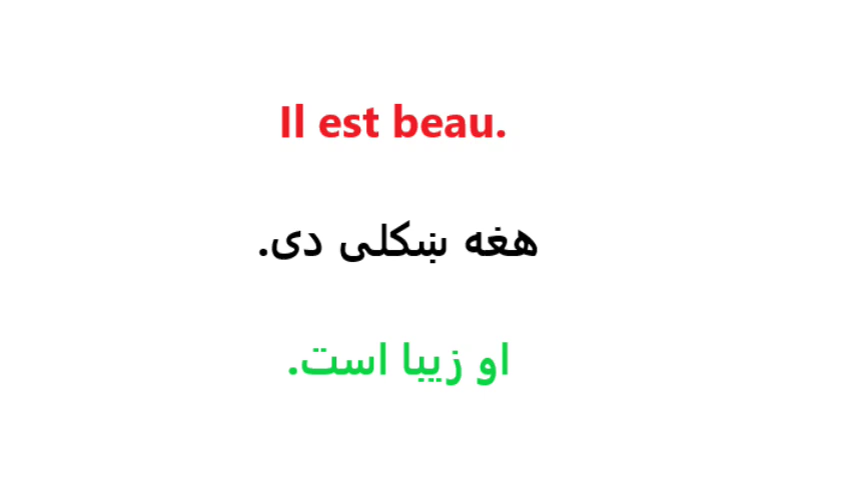 Il est beau.
هغه ښکلی دی.
او زیبا است.